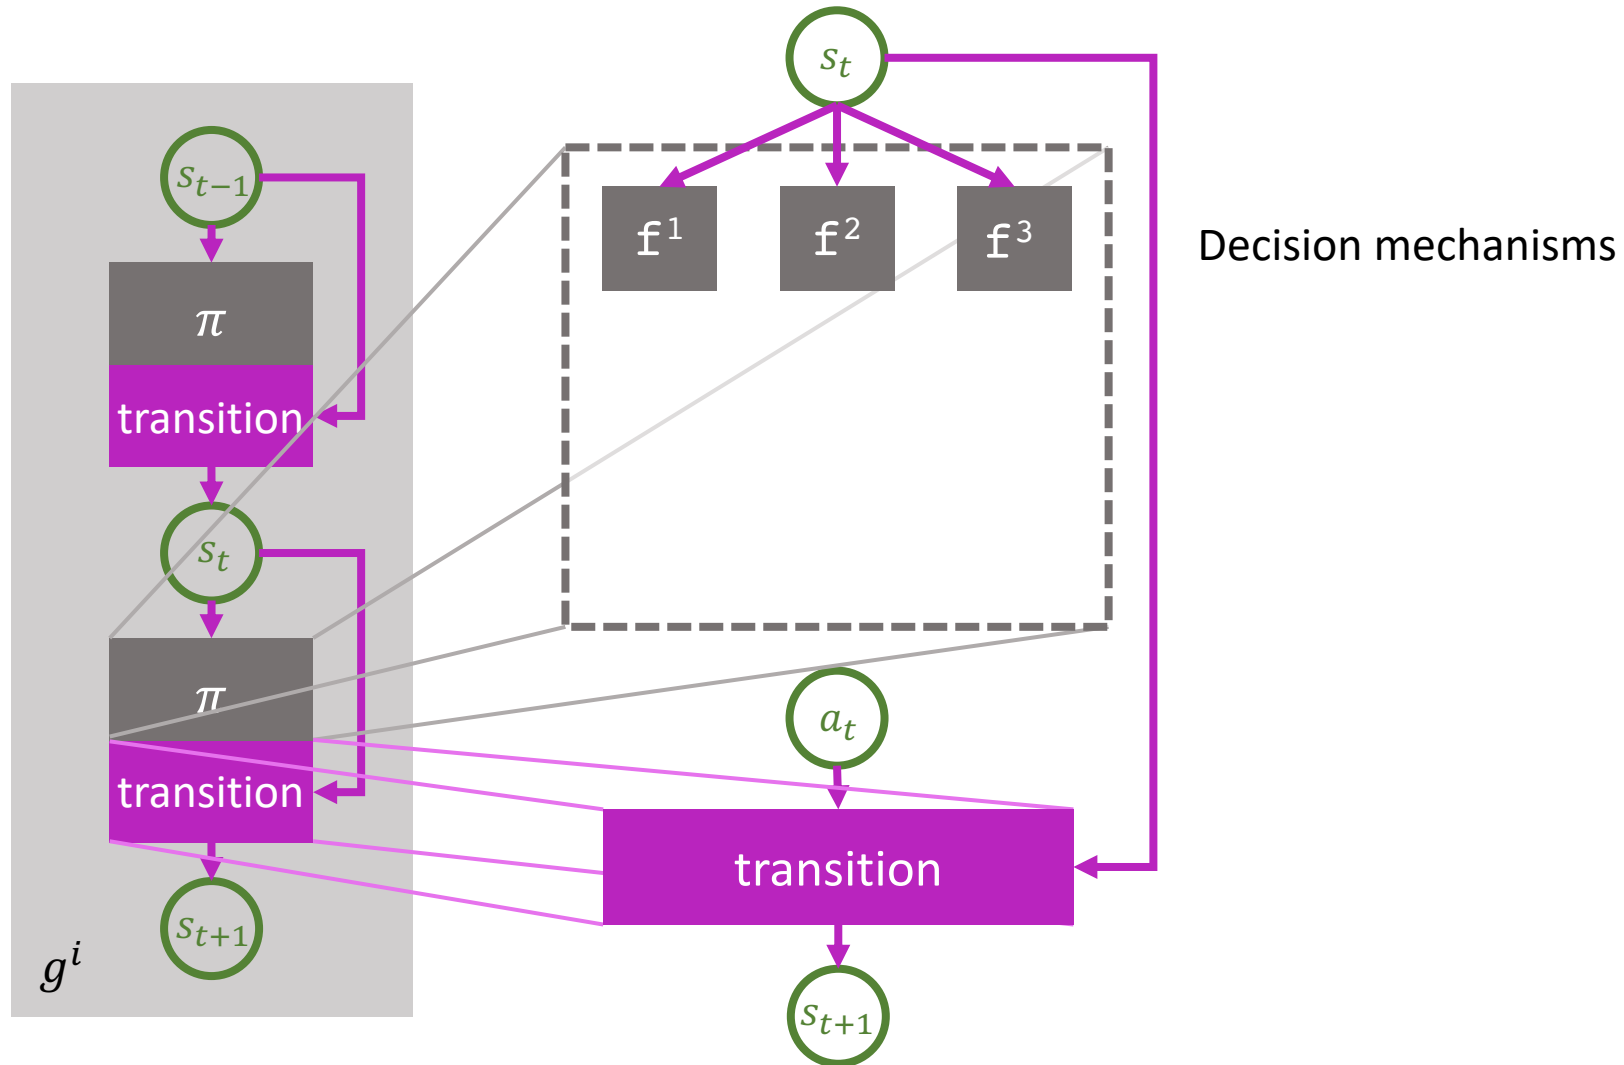 s_{t-1}
π
transition
s_t
π
transition
s_{t+1}
g^i
s_t
f^1
f^2
f^3
Decision mechanisms
a_t
transition
s_{t+1}